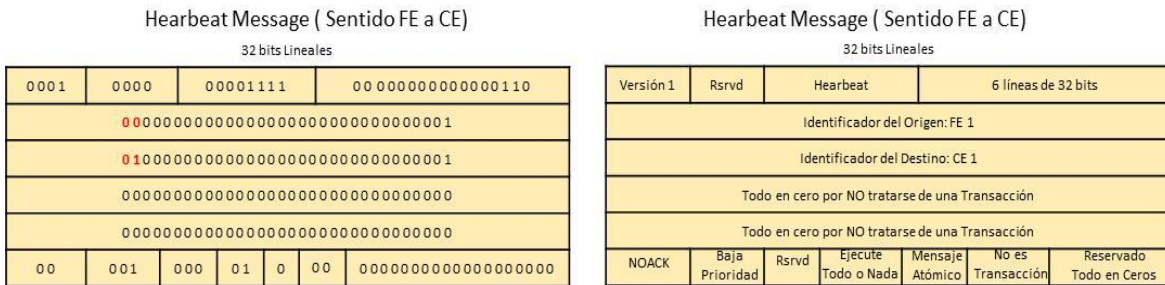 Hearbeat Message ( Sentido FE a CE)
32 bits Lineales
0001 0000 00001111 00 00000000000110
00000000000000000000000000000001
01000000000000000000000000000001
00000000000000000000000000000000
00000000000000000000000000000000
00 001 000 01 0 00 0000000000000000000
Hearbeat Message ( Sentido FE a CE)
32 bits Lineales
Versión 1 Rsrvd Hearbeat 6 líneas de 32 bits
Identificador del Origen: FE 1
Identificador del Destino: CE 1
Todo en cero por NO tratarse de una Transacción
Todo en cero por NO tratarse de una Transacción
NOACK
Baja
Prioridad
Rsrvd
Ejecute
Todo o Nada
Mensaje
Atómico
No es
Transacción
Reservado
Todo en Ceros